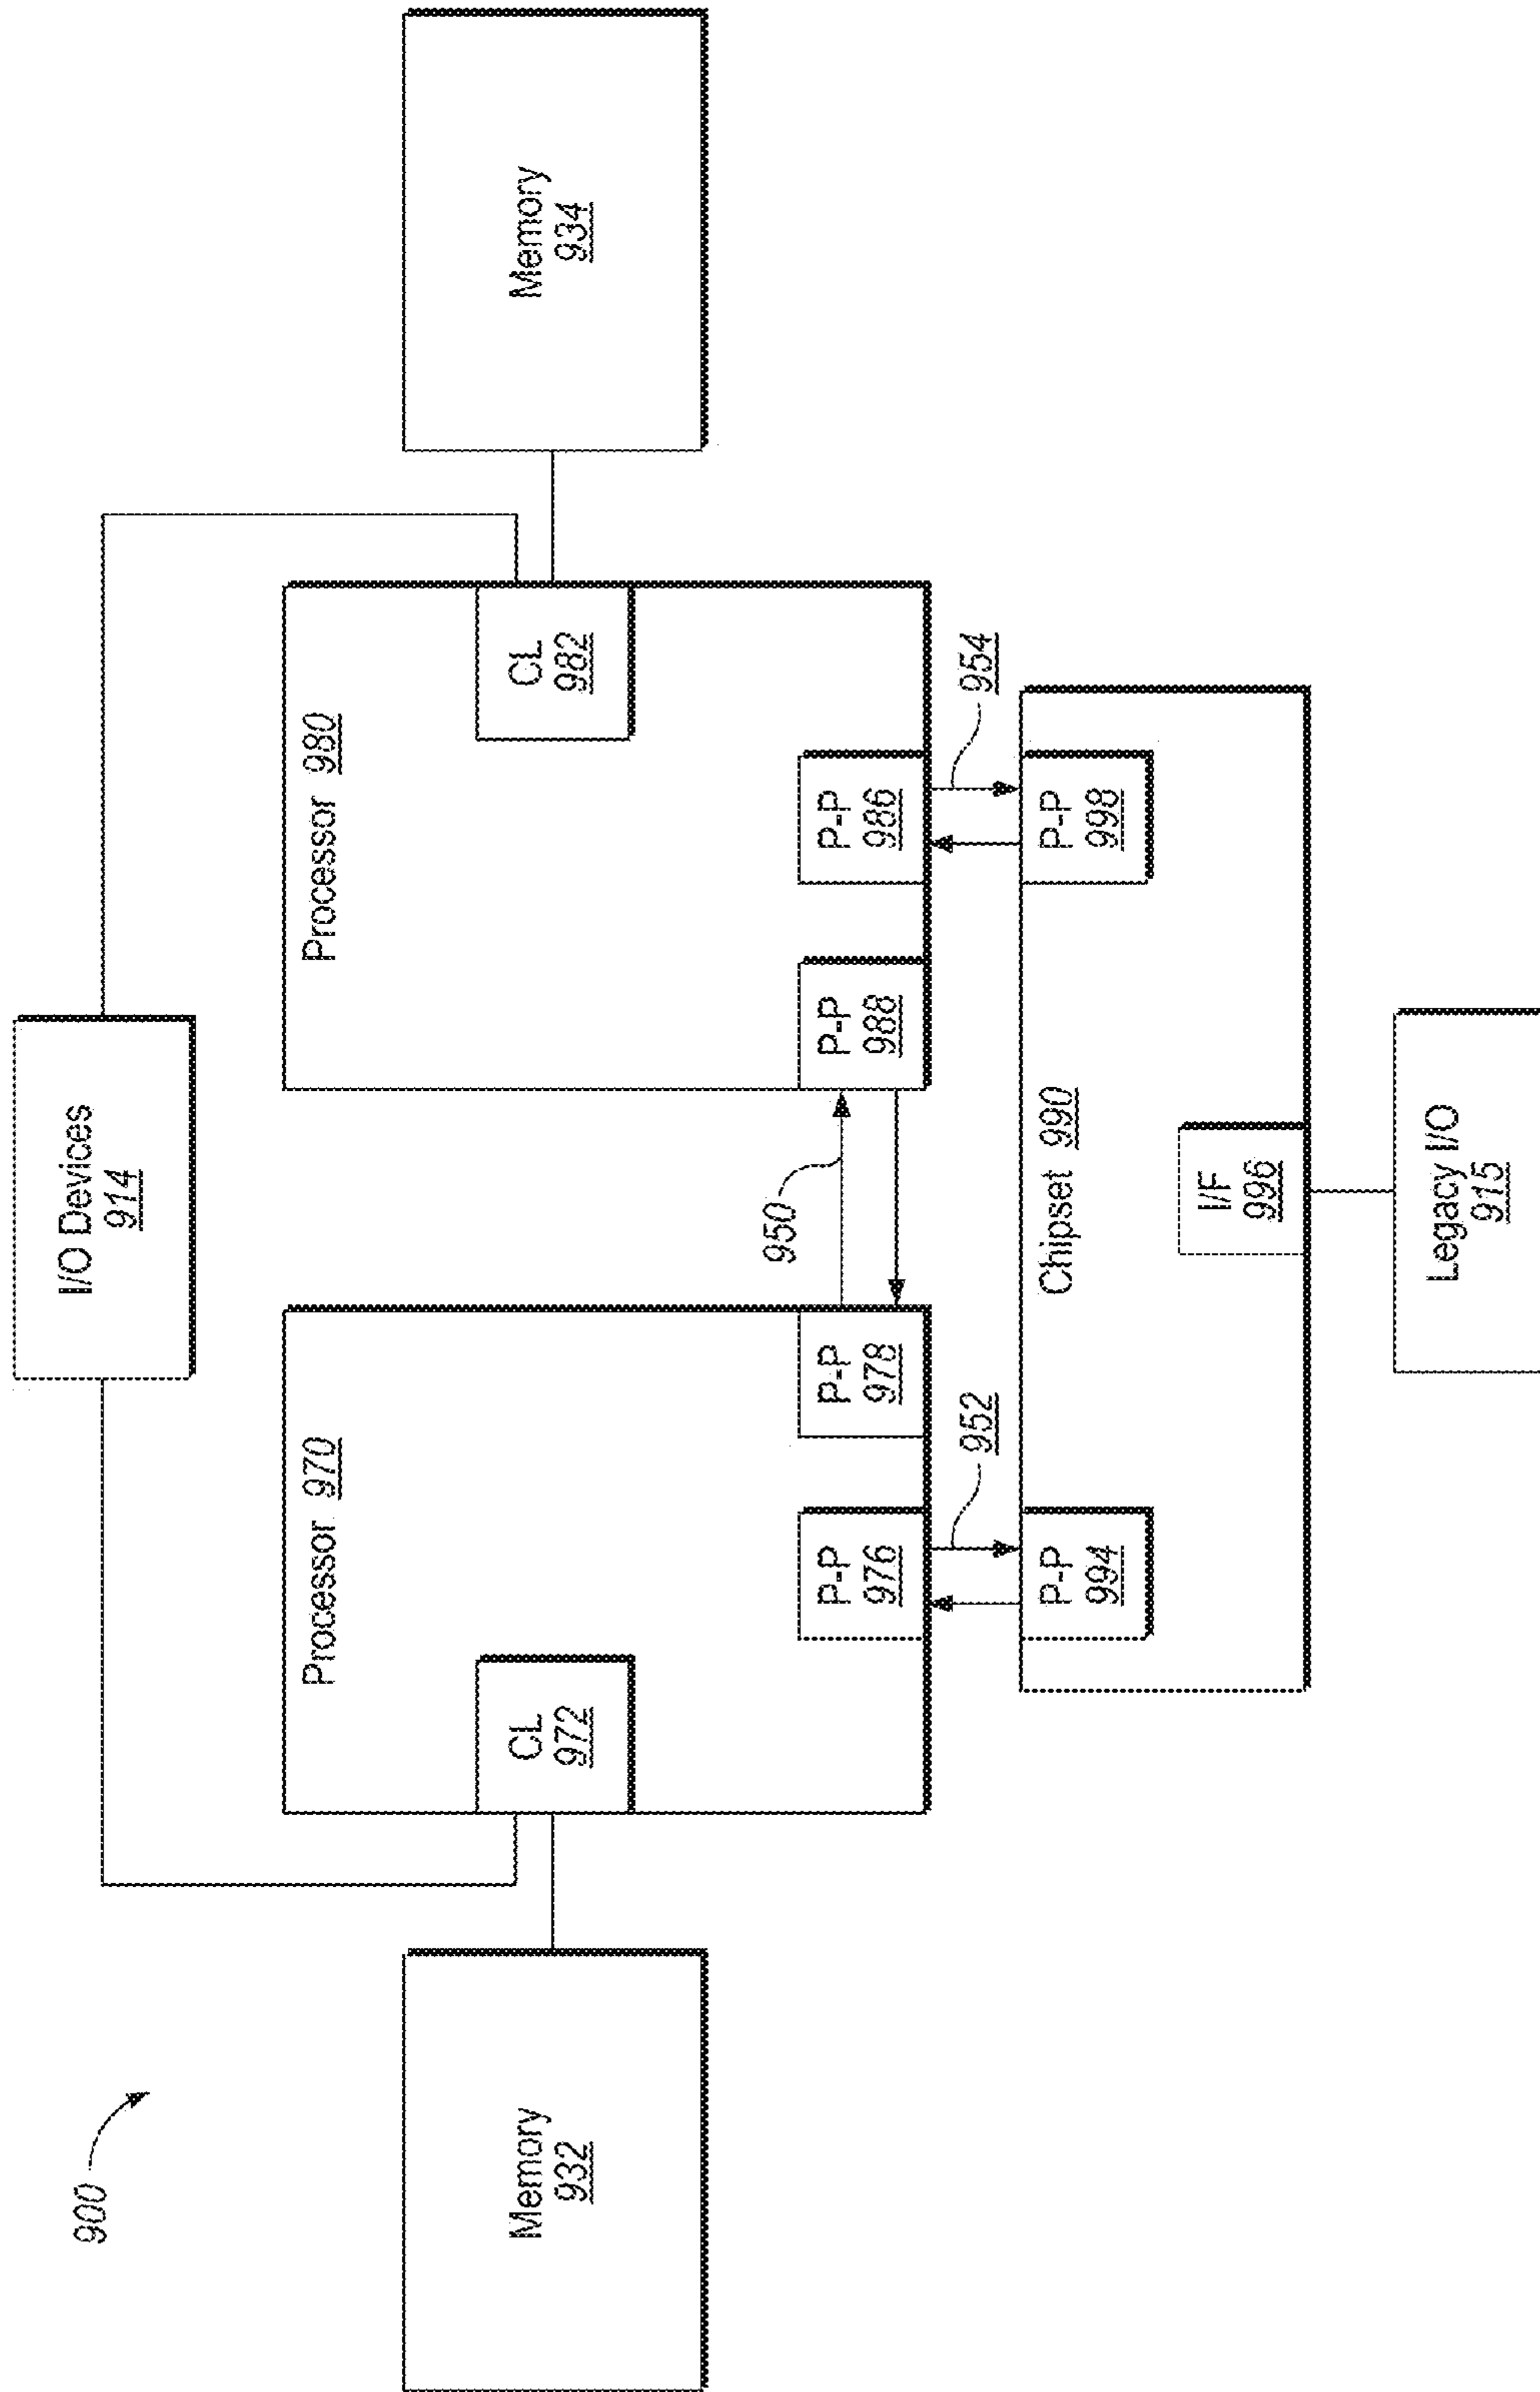 900
I/O Devices
914
Memory
932
Processor 970
CL
972
P-P
976
P-P
978
950
Processor 980
CL
982
P-P
988
P-P
986
Memory
934
952
954
Chipset 990
P-P
994
P-P
998
I/F
996
Legacy I/O
915